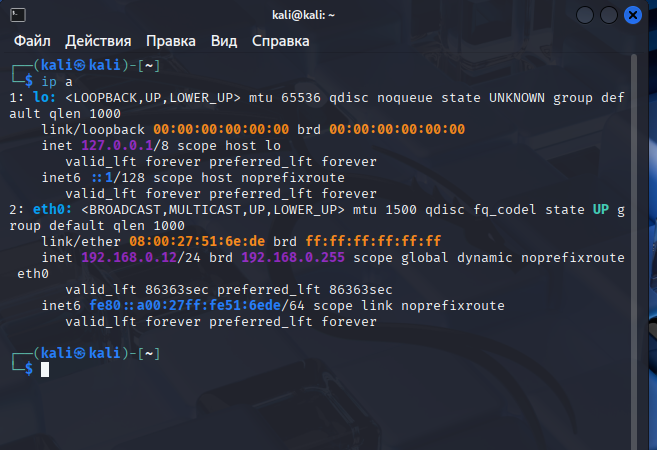 kali@kali: ~
Файл Действия Правка Вид Справка
┌──(kali㉿kali)-[~]
└─$ ip a
1: lo: <LOOPBACK,UP,LOWER_UP> mtu 65536 qdisc noqueue state UNKNOWN group def
ault qlen 1000
    link/loopback 00:00:00:00:00:00 brd 00:00:00:00:00:00
    inet 127.0.0.1/8 scope host lo
       valid_lft forever preferred_lft forever
    inet6 ::1/128 scope host noprefixroute
       valid_lft forever preferred_lft forever
2: eth0: <BROADCAST,MULTICAST,UP,LOWER_UP> mtu 1500 qdisc fq_codel state UP g
roup default qlen 1000
    link/ether 08:00:27:51:6e:de brd ff:ff:ff:ff:ff:ff
    inet 192.168.0.12/24 brd 192.168.0.255 scope global dynamic noprefixroute
 eth0
       valid_lft 86363sec preferred_lft 86363sec
    inet6 fe80::a00:27ff:fe51:6ede/64 scope link noprefixroute
       valid_lft forever preferred_lft forever
┌──(kali㉿kali)-[~]
└─$